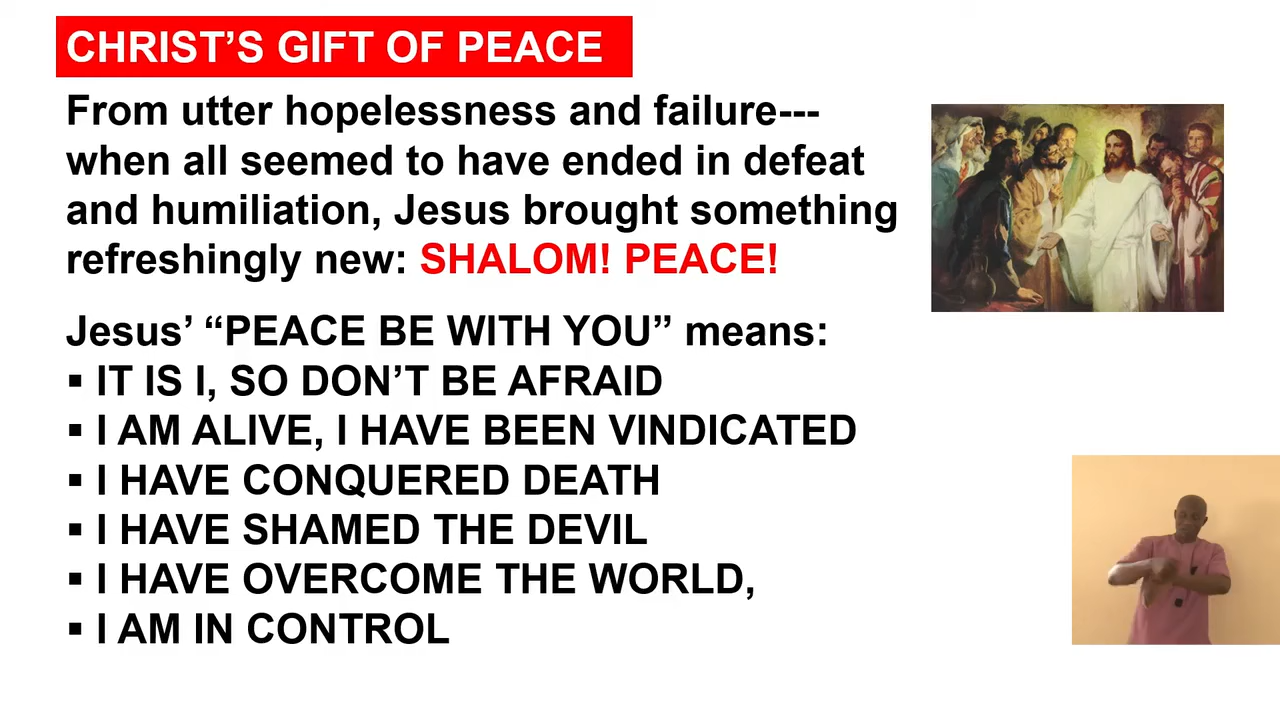 CHRIST’S GIFT OF PEACE
From utter hopelessness and failure---
when all seemed to have ended in defeat
and humiliation, Jesus brought something
refreshingly new: SHALOM! PEACE!
Jesus’ “PEACE BE WITH YOU” means:
▪ IT IS I, SO DON’T BE AFRAID
▪ I AM ALIVE, I HAVE BEEN VINDICATED
▪ I HAVE CONQUERED DEATH
▪ I HAVE SHAMED THE DEVIL
▪ I HAVE OVERCOME THE WORLD,
▪ I AM IN CONTROL